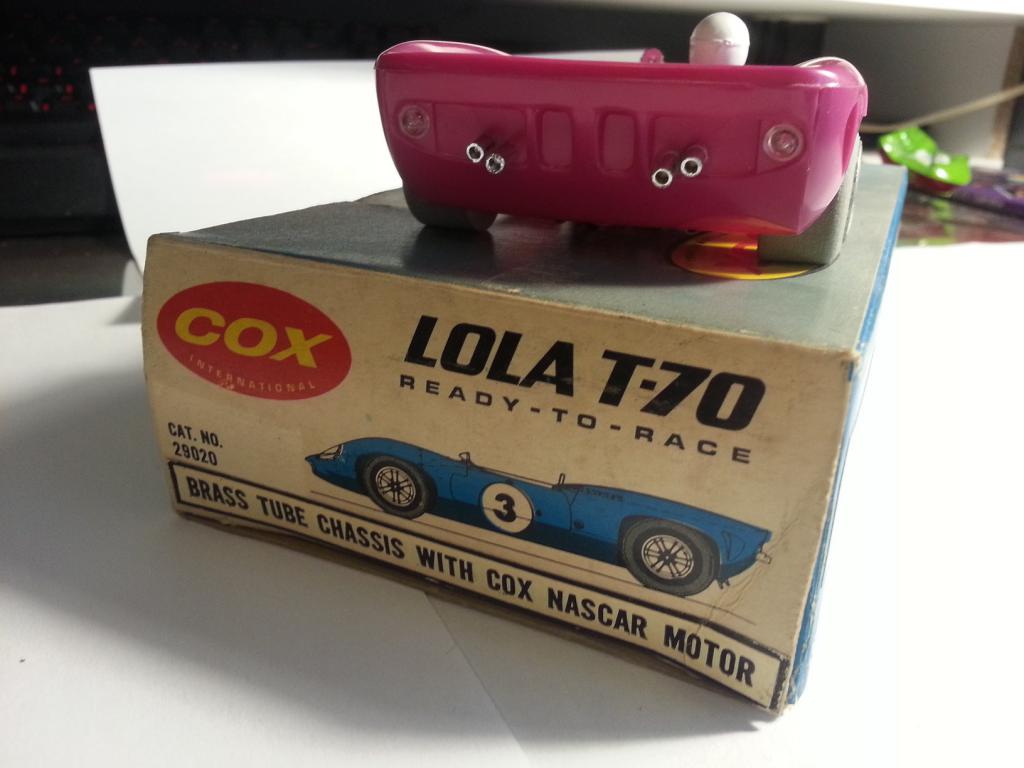 COX
INTERNATIONAL
LOLA T-70
READY-TO-RACE
CAT. NO.
29020
3
BRASS TUBE CHASSIS WITH COX NASCAR MOTOR